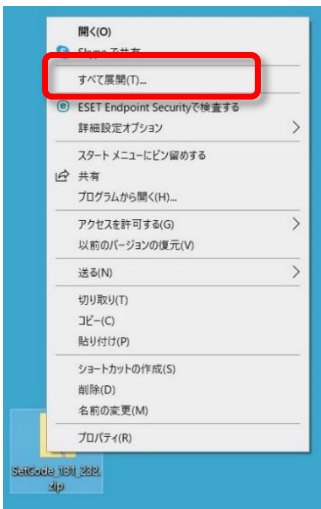 開く(O)
Skype で共有
すべて展開(T)...
ESET Endpoint Securityで検査する
詳細設定オプション
スタート メニューにピン留めする
共有
プログラムから開く(H)...
アクセスを許可する(G)
以前のバージョンの復元(V)
送る(N)
切り取り(T)
コピー(C)
貼り付け(P)
ショートカットの作成(S)
削除(D)
名前の変更(M)
プロパティ(R)
SetCode_131_232.
zip